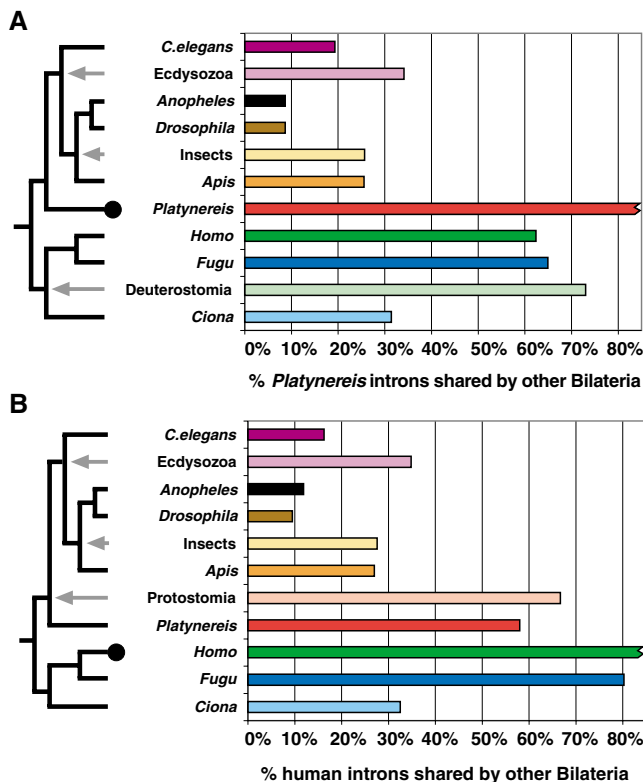 A
C.elegans
Ecdysozoa
Anopheles
Drosophila
Insects
Apis
Platynereis
Homo
Fugu
Deuterostomia
Ciona
0% 10% 20% 30% 40% 50% 60% 70% 80%
% Platynereis introns shared by other Bilateria
B
C.elegans
Ecdysozoa
Anopheles
Drosophila
Insects
Apis
Protostomia
Platynereis
Homo
Fugu
Ciona
0% 10% 20% 30% 40% 50% 60% 70% 80%
% human introns shared by other Bilateria